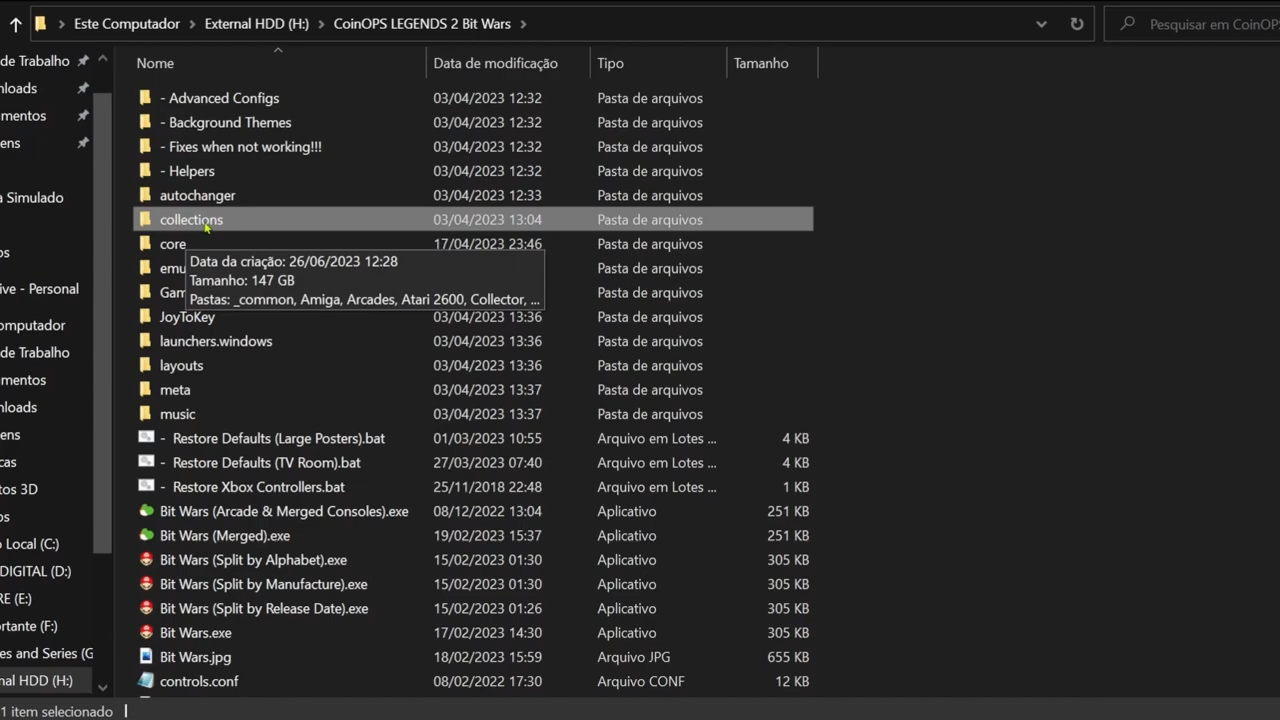 Este Computador > External HDD (H:) > CoinOPS LEGENDS 2 Bit Wars >
Pesquisar em CoinOPS
Nome Data de modificação Tipo Tamanho
de Trabalho
nloads
umentos
ens
a Simulado
os
ive - Personal
omputador
de Trabalho
mentos
nloads
ens
cas
tos 3D
os
o Local (C:)
DIGITAL (D:)
RE (E:)
ortante (F:)
es and Series (G
nal HDD (H:)
- Advanced Configs 03/04/2023 12:32 Pasta de arquivos
- Background Themes 03/04/2023 12:32 Pasta de arquivos
- Fixes when not working!!! 03/04/2023 12:32 Pasta de arquivos
- Helpers 03/04/2023 12:32 Pasta de arquivos
autochanger 03/04/2023 12:33 Pasta de arquivos
collections 03/04/2023 13:04 Pasta de arquivos
core 17/04/2023 23:46 Pasta de arquivos
emu Pasta de arquivos
Gam Pasta de arquivos
Data da criação: 26/06/2023 12:28
Tamanho: 147 GB
Pastas: _common, Amiga, Arcades, Atari 2600, Collector, ...
JoyToKey 03/04/2023 13:36 Pasta de arquivos
launchers.windows 03/04/2023 13:36 Pasta de arquivos
layouts 03/04/2023 13:36 Pasta de arquivos
meta 03/04/2023 13:37 Pasta de arquivos
music 03/04/2023 13:37 Pasta de arquivos
- Restore Defaults (Large Posters).bat 01/03/2023 10:55 Arquivo em Lotes ... 4 KB
- Restore Defaults (TV Room).bat 27/03/2023 07:40 Arquivo em Lotes ... 4 KB
- Restore Xbox Controllers.bat 25/11/2018 22:48 Arquivo em Lotes ... 1 KB
Bit Wars (Arcade & Merged Consoles).exe 08/12/2022 13:04 Aplicativo 251 KB
Bit Wars (Merged).exe 19/02/2023 15:37 Aplicativo 251 KB
Bit Wars (Split by Alphabet).exe 15/02/2023 01:30 Aplicativo 305 KB
Bit Wars (Split by Manufacture).exe 15/02/2023 01:30 Aplicativo 305 KB
Bit Wars (Split by Release Date).exe 15/02/2023 01:26 Aplicativo 305 KB
Bit Wars.exe 17/02/2023 14:30 Aplicativo 305 KB
Bit Wars.jpg 18/02/2022 15:59 Arquivo JPG 655 KB
controls.conf 08/02/2022 17:30 Arquivo CONF 12 KB
1 item selecionado